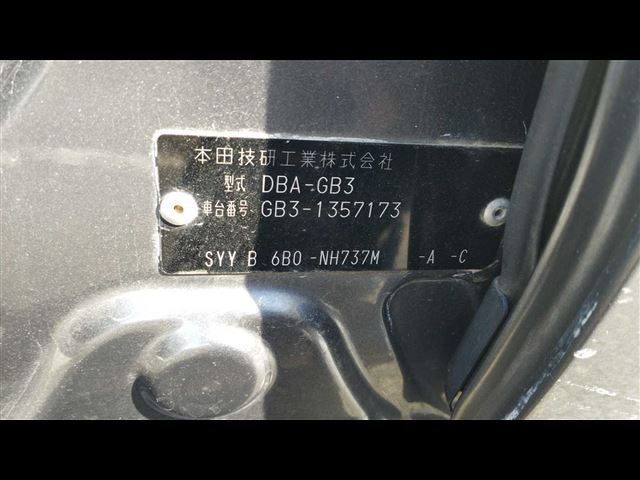 本田技研工業株式会社
型式 DBA-GB3
車台番号 GB3-1357173
SYY B 6B0 -NH737M -A -C